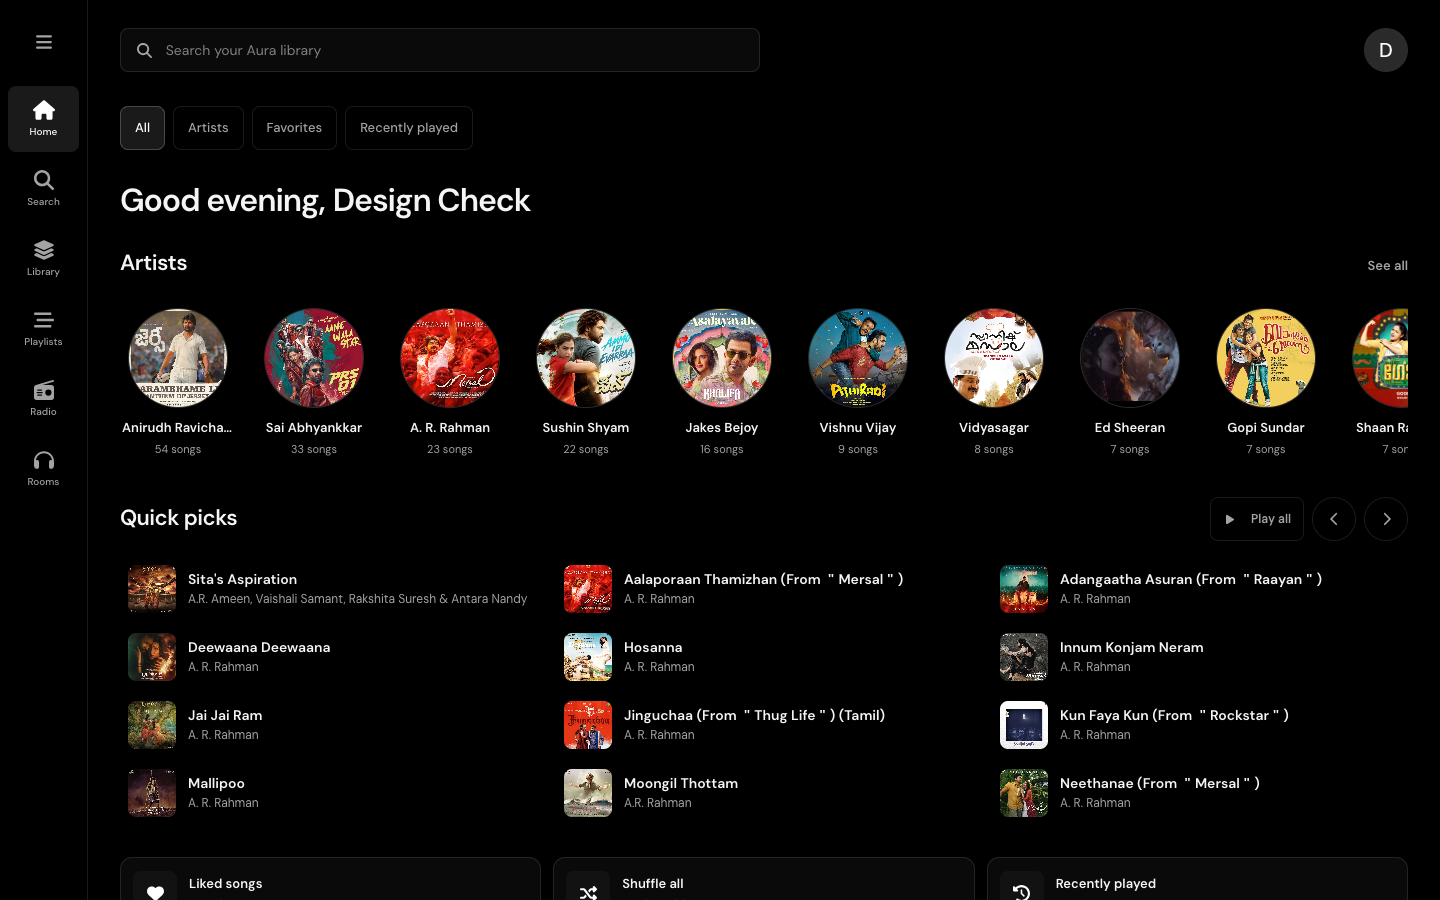 Search your Aura library
D
All
Artists
Favorites
Recently played
Home
Search
Library
Playlists
Radio
Rooms
Good evening, Design Check
Artists
See all
Anirudh Ravicha...
54 songs
Sai Abhyankkar
33 songs
A. R. Rahman
23 songs
Sushin Shyam
22 songs
Jakes Bejoy
16 songs
Vishnu Vijay
9 songs
Vidyasagar
8 songs
Ed Sheeran
7 songs
Gopi Sundar
7 songs
Shaan Ra
7 son
Quick picks
Play all
Sita's Aspiration
A.R. Ameen, Vaishali Samant, Rakshita Suresh & Antara Nandy
Aalaporaan Thamizhan (From "Mersal")
A. R. Rahman
Adangaatha Asuran (From "Raayan")
A. R. Rahman
Deewaana Deewaana
A. R. Rahman
Hosanna
A. R. Rahman
Innum Konjam Neram
A. R. Rahman
Jai Jai Ram
A. R. Rahman
Jinguchaa (From "Thug Life") (Tamil)
A. R. Rahman
Kun Faya Kun (From "Rockstar")
A. R. Rahman
Mallipoo
A. R. Rahman
Moongil Thottam
A.R. Rahman
Neethanae (From "Mersal")
A. R. Rahman
Liked songs
Shuffle all
Recently played